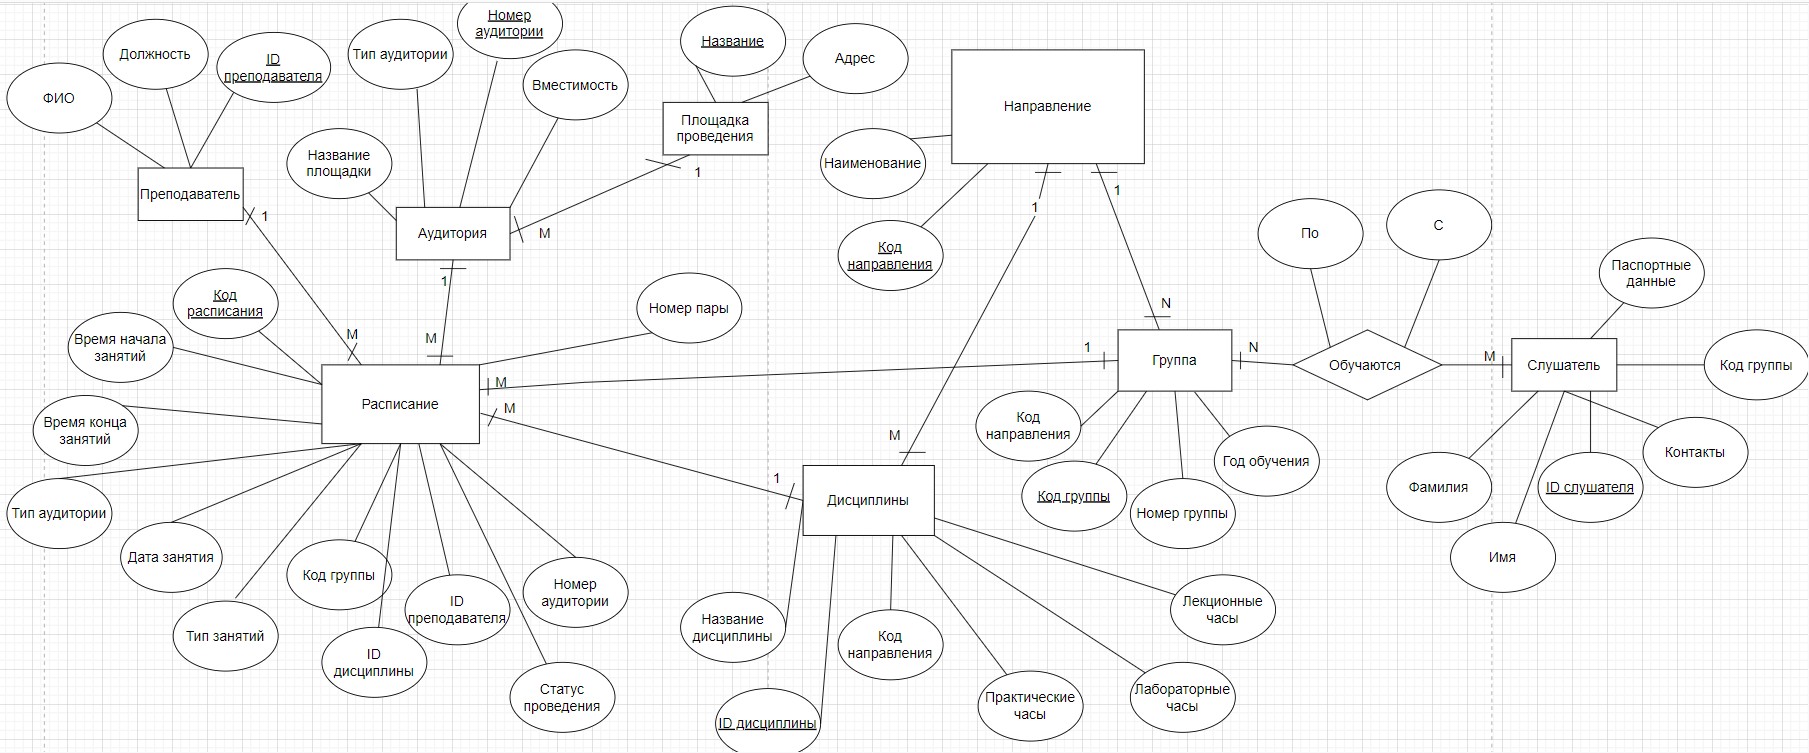 ФИО
Должность
ID
преподавателя
Тип аудитории
Номер
аудитории
Вместимость
Название
площадки
Преподаватель
Аудитория
Название
Адрес
Площадка
проведения
1
M
1
M
1
M
Направление
Наименование
Код
направления
1
M
1
N
По
С
Обучаются
N
M
Слушатель
Паспортные
данные
Код группы
Контакты
ID слушателя
Имя
Фамилия
Группа
1
M
Код
направления
Код группы
Номер группы
Год обучения
Код
расписания
Время начала
занятий
Время конца
занятий
Номер пары
Расписание
M
1
Тип аудитории
Дата занятия
Тип занятий
Код группы
ID
дисциплины
ID
преподавателя
Номер
аудитории
Статус
проведения
Дисциплины
Название
дисциплины
ID дисциплины
Код
направления
Практические
часы
Лабораторные
часы
Лекционные
часы